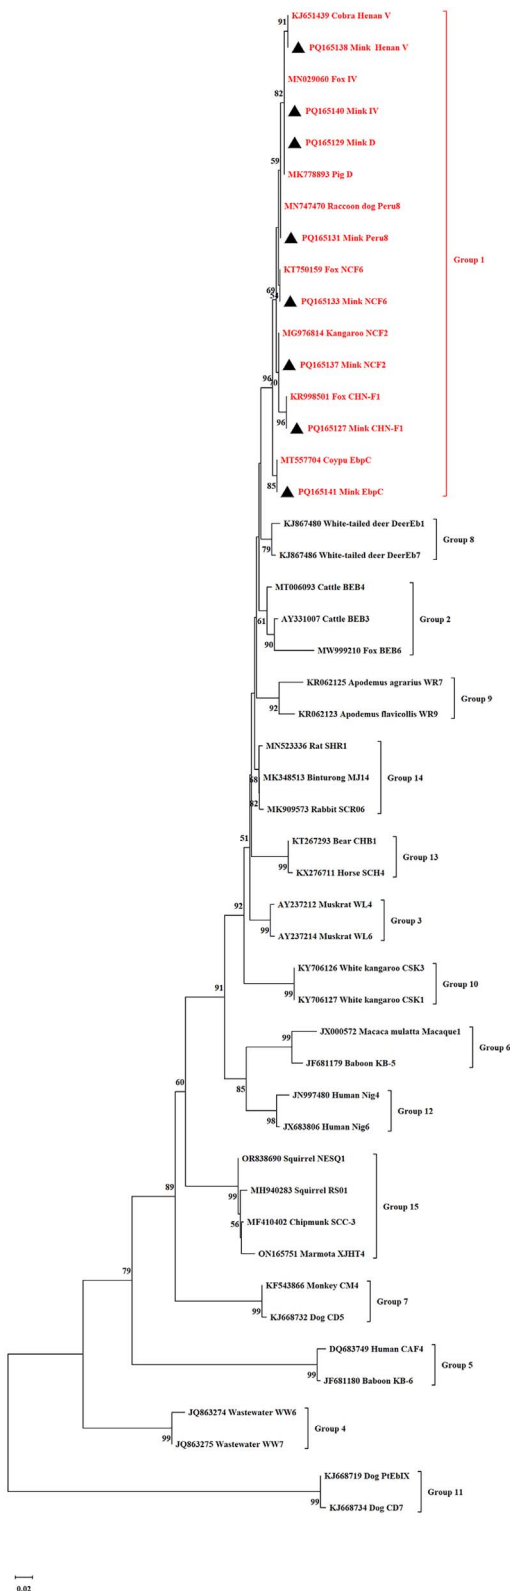 91
KJ651439 Cobra Henan V
PQ165138 Mink Henan V
MN029060 Fox IV
82
PQ165140 Mink IV
PQ165129 Mink D
59
MK778893 Pig D
MN747470 Raccoon dog Peru8
PQ165131 Mink Peru8
Group 1
KT750159 Fox NCF6
69
54
PQ165133 Mink NCF6
MG976814 Kangaroo NCF2
PQ165137 Mink NCF2
96
70
KR998501 Fox CHN-F1
96
PQ165127 Mink CHN-F1
MT557704 Coypu EbpC
85
PQ165141 Mink EbpC
KJ867480 White-tailed deer DeerEb1
Group 8
79
KJ867486 White-tailed deer DeerEb7
MT006093 Cattle BEB4
61
AY331007 Cattle BEB3
Group 2
90
MW999210 Fox BEB6
KR062125 Apodemus agrarius WR7
Group 9
92
KR062123 Apodemus flavicollis WR9
MN523336 Rat SHR1
MK348513 Binturong MJ14
Group 14
68
82
MK909573 Rabbit SCR06
51
KT267293 Bear CHB1
Group 13
99
KX276711 Horse SCH4
92
AY237212 Muskrat WL4
Group 3
99
AY237214 Muskrat WL6
KY706126 White kangaroo CSK3
Group 10
91
99
KY706127 White kangaroo CSK1
99
JX000572 Macaca mulatta Macaque1
Group 6
JF681179 Baboon KB-5
60
85
JN997480 Human Nig4
Group 12
98
JX683806 Human Nig6
OR838690 Squirrel NESQ1
89
99
MH940283 Squirrel RS01
Group 15
56
MF410402 Chipmunk SCC-3
ON165751 Marmota XJHT4
79
KF543866 Monkey CM4
Group 7
99
KJ668732 Dog CD5
DQ683749 Human CAF4
Group 5
99
JF681180 Baboon KB-6
JQ863274 Wastewater WW6
Group 4
99
JQ863275 Wastewater WW7
KJ668719 Dog PtEbIX
Group 11
99
KJ668734 Dog CD7
0.02